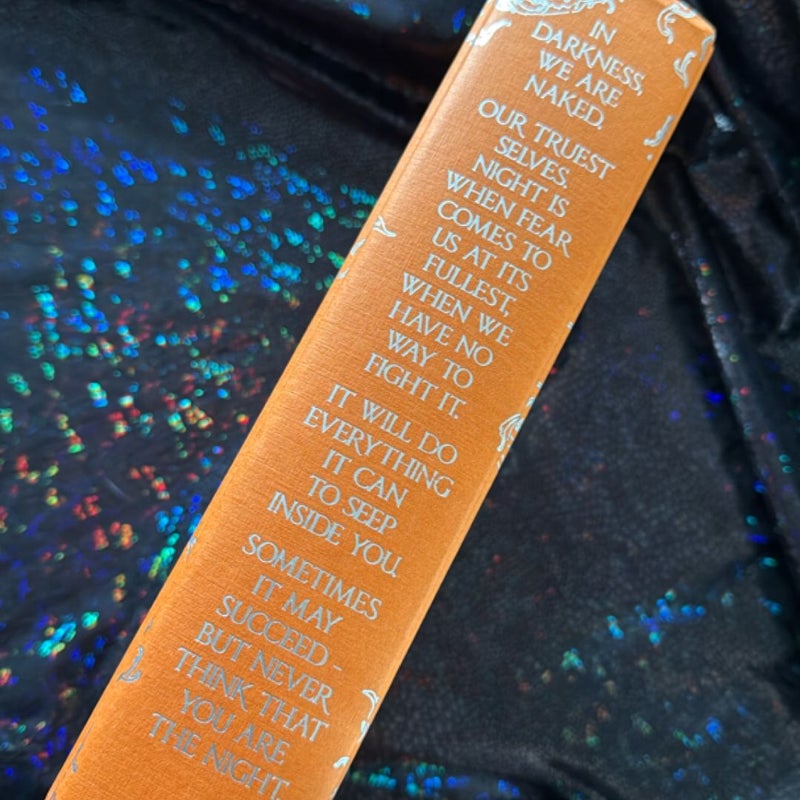 IN
DARKNESS,
WE ARE
NAKED.
OUR TRUEST
SELVES.
NIGHT IS
WHEN FEAR
COMES TO
US AT ITS
FULLEST,
WHEN WE
HAVE NO
WAY TO
FIGHT IT.
IT WILL DO
EVERYTHING
IT CAN
TO SEEP
INSIDE YOU.
SOMETIMES
IT MAY
SUCCEED –
BUT NEVER
THINK THAT
YOU ARE
THE NIGHT.